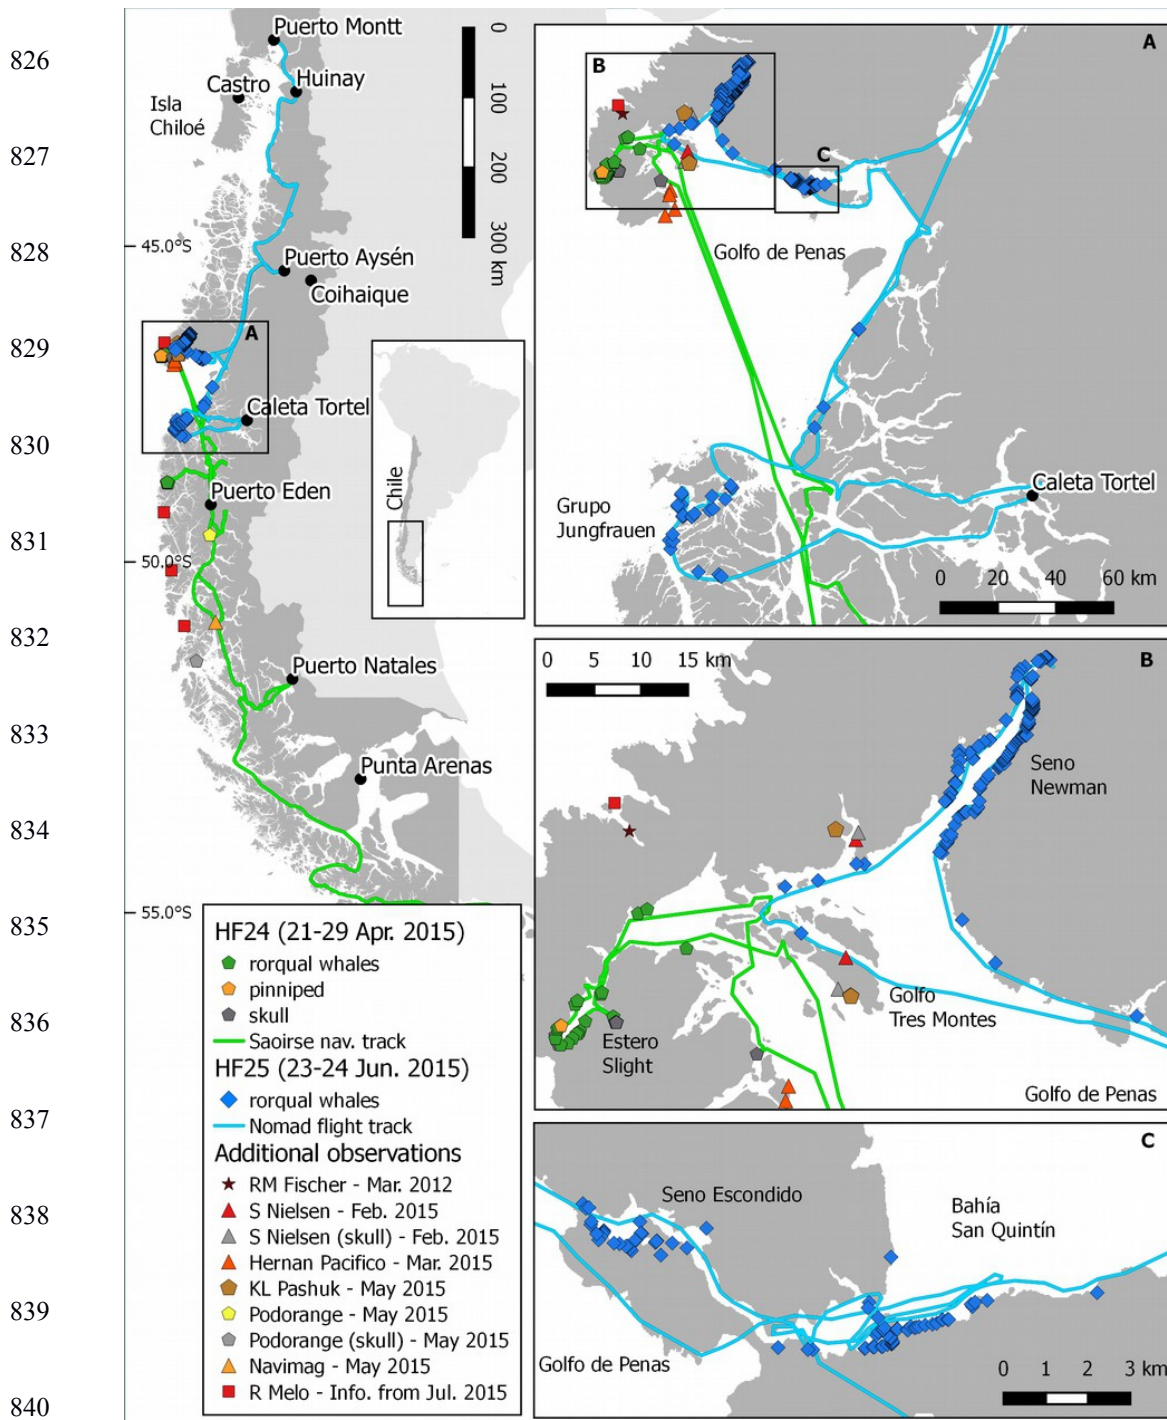 826
827
828
829
830
831
832
833
834
835
836
837
838
839
840
Puerto Montt
Castro
Huinay
Isla
Chiloé
45.0°S
Puerto Aysén
Coihaique
A
Caleta Tortel
Puerto Eden
50.0°S
Puerto Natales
Punta Arenas
55.0°S
0
100
200
300 km
Chile
HF24 (21-29 Apr. 2015)
rorqual whales
pinniped
skull
Saoirse nav. track
HF25 (23-24 Jun. 2015)
rorqual whales
Nomad flight track
Additional observations
RM Fischer - Mar. 2012
S Nielsen - Feb. 2015
S Nielsen (skull) - Feb. 2015
Hernan Pacifico - Mar. 2015
KL Pashuk - May 2015
Podorange - May 2015
Podorange (skull) - May 2015
Navimag - May 2015
R Melo - Info. from Jul. 2015
A
B
C
Golfo de Penas
Grupo
Jungfrauen
Caleta Tortel
0 20 40 60 km
B
0 5 10 15 km
Seno
Newman
Golfo
Tres Montes
Estero
Slight
Golfo de Penas
C
Seno Escondido
Bahía
San Quintín
Golfo de Penas
0 1 2 3 km